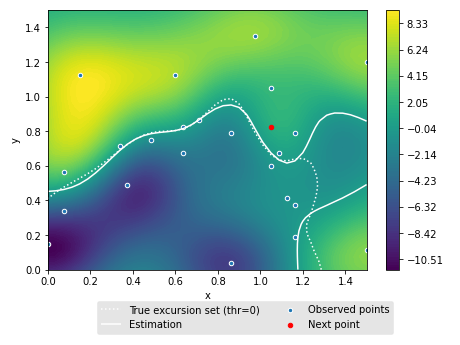 1.4
1.2
1.0
0.8
0.6
0.4
0.2
0.0
y
0.0 0.2 0.4 0.6 0.8 1.0 1.2 1.4
x
8.33
6.24
4.15
2.05
−0.04
−2.14
−4.23
−6.32
−8.42
−10.51
True excursion set (thr=0)
Estimation
Observed points
Next point